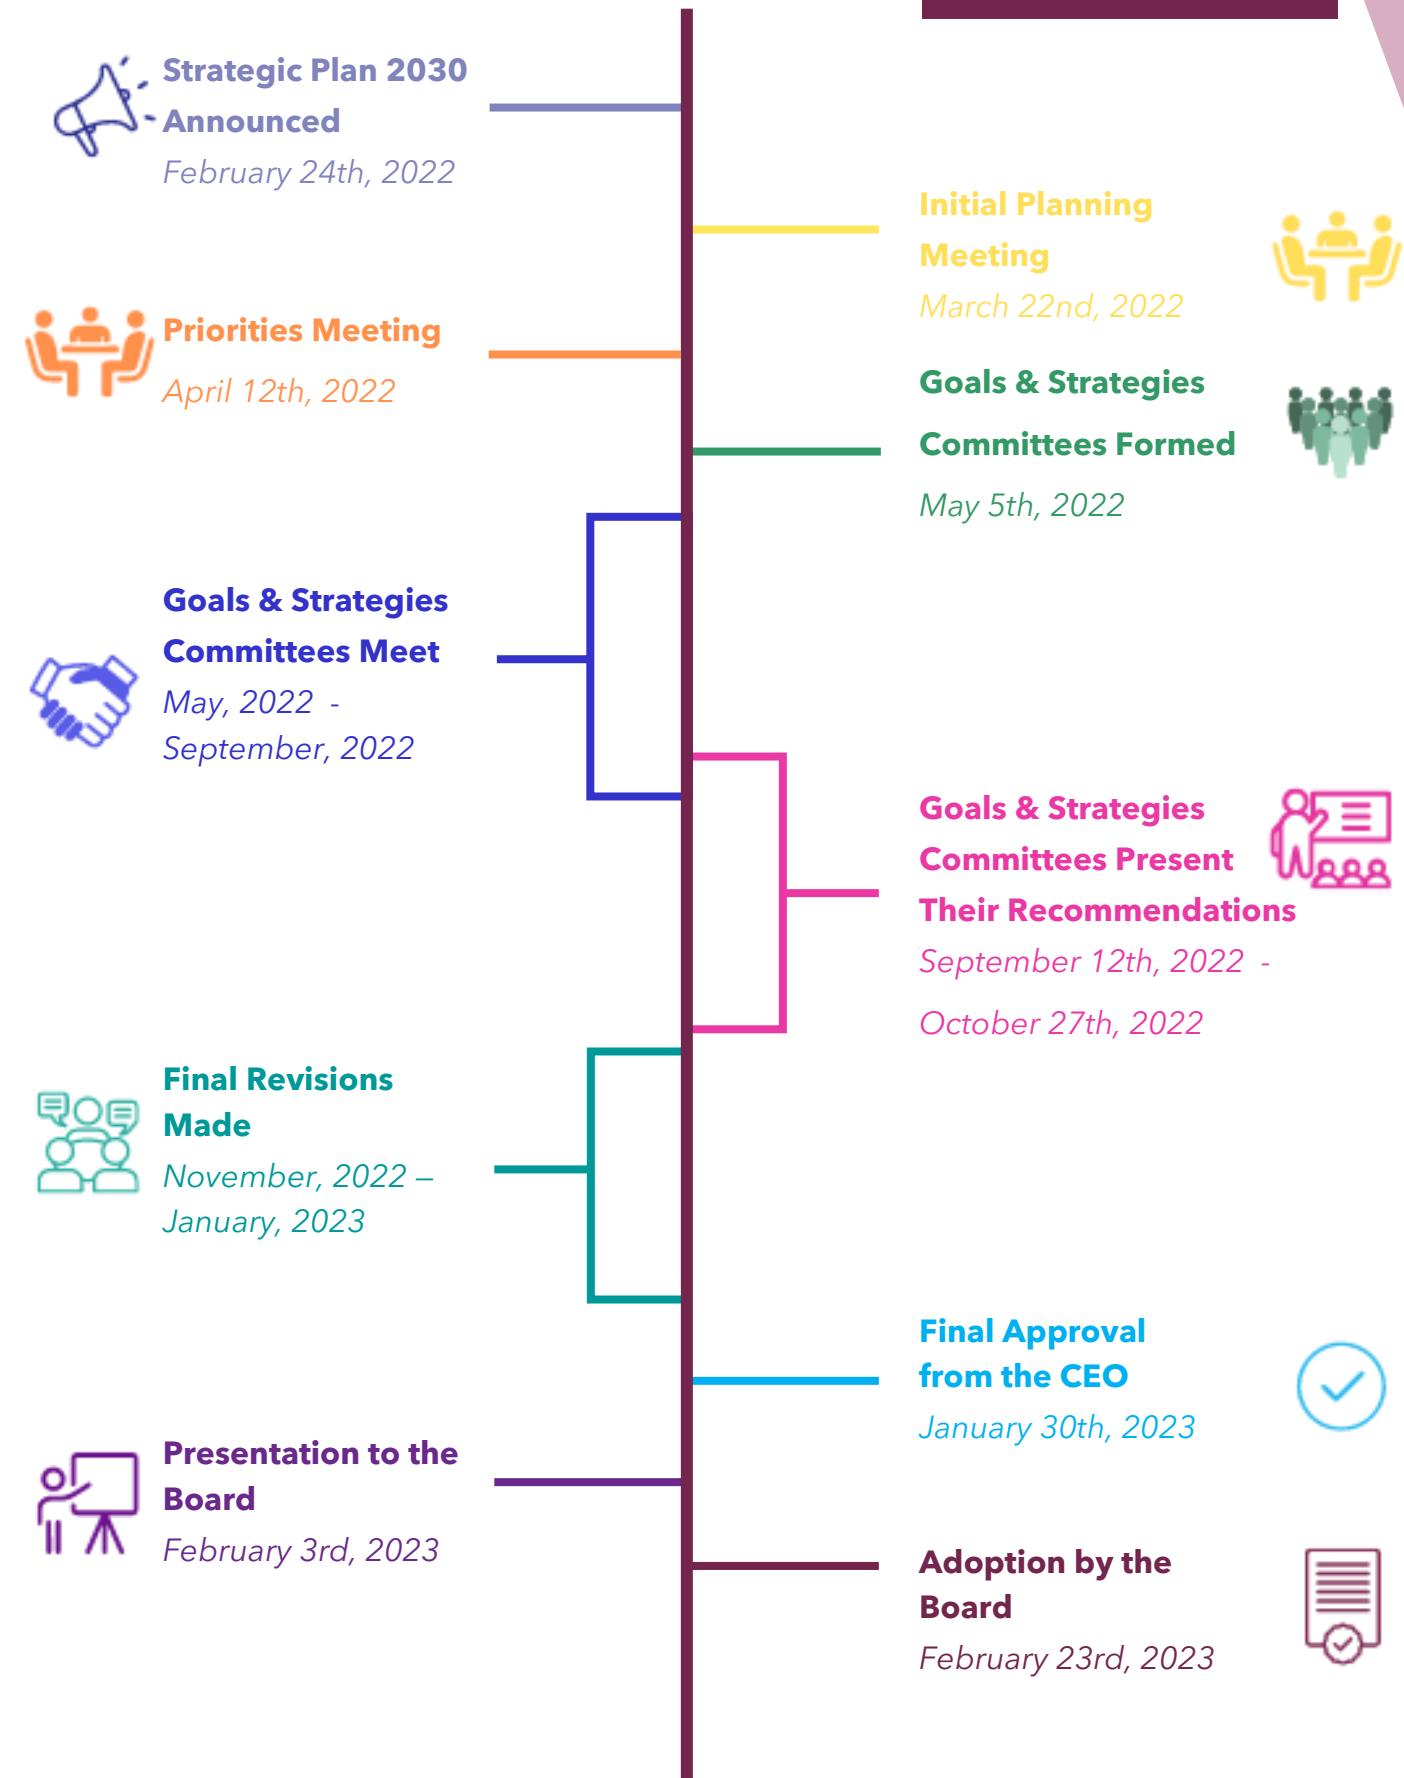 Strategic Plan 2030
Announced
February 24th, 2022
Initial Planning
Meeting
March 22nd, 2022
Priorities Meeting
April 12th, 2022
Goals & Strategies
Committees Formed
May 5th, 2022
Goals & Strategies
Committees Meet
May, 2022 -
September, 2022
Goals & Strategies
Committees Present
Their Recommendations
September 12th, 2022 -
October 27th, 2022
Final Revisions
Made
November, 2022 –
January, 2023
Final Approval
from the CEO
January 30th, 2023
Presentation to the
Board
February 3rd, 2023
Adoption by the
Board
February 23rd, 2023